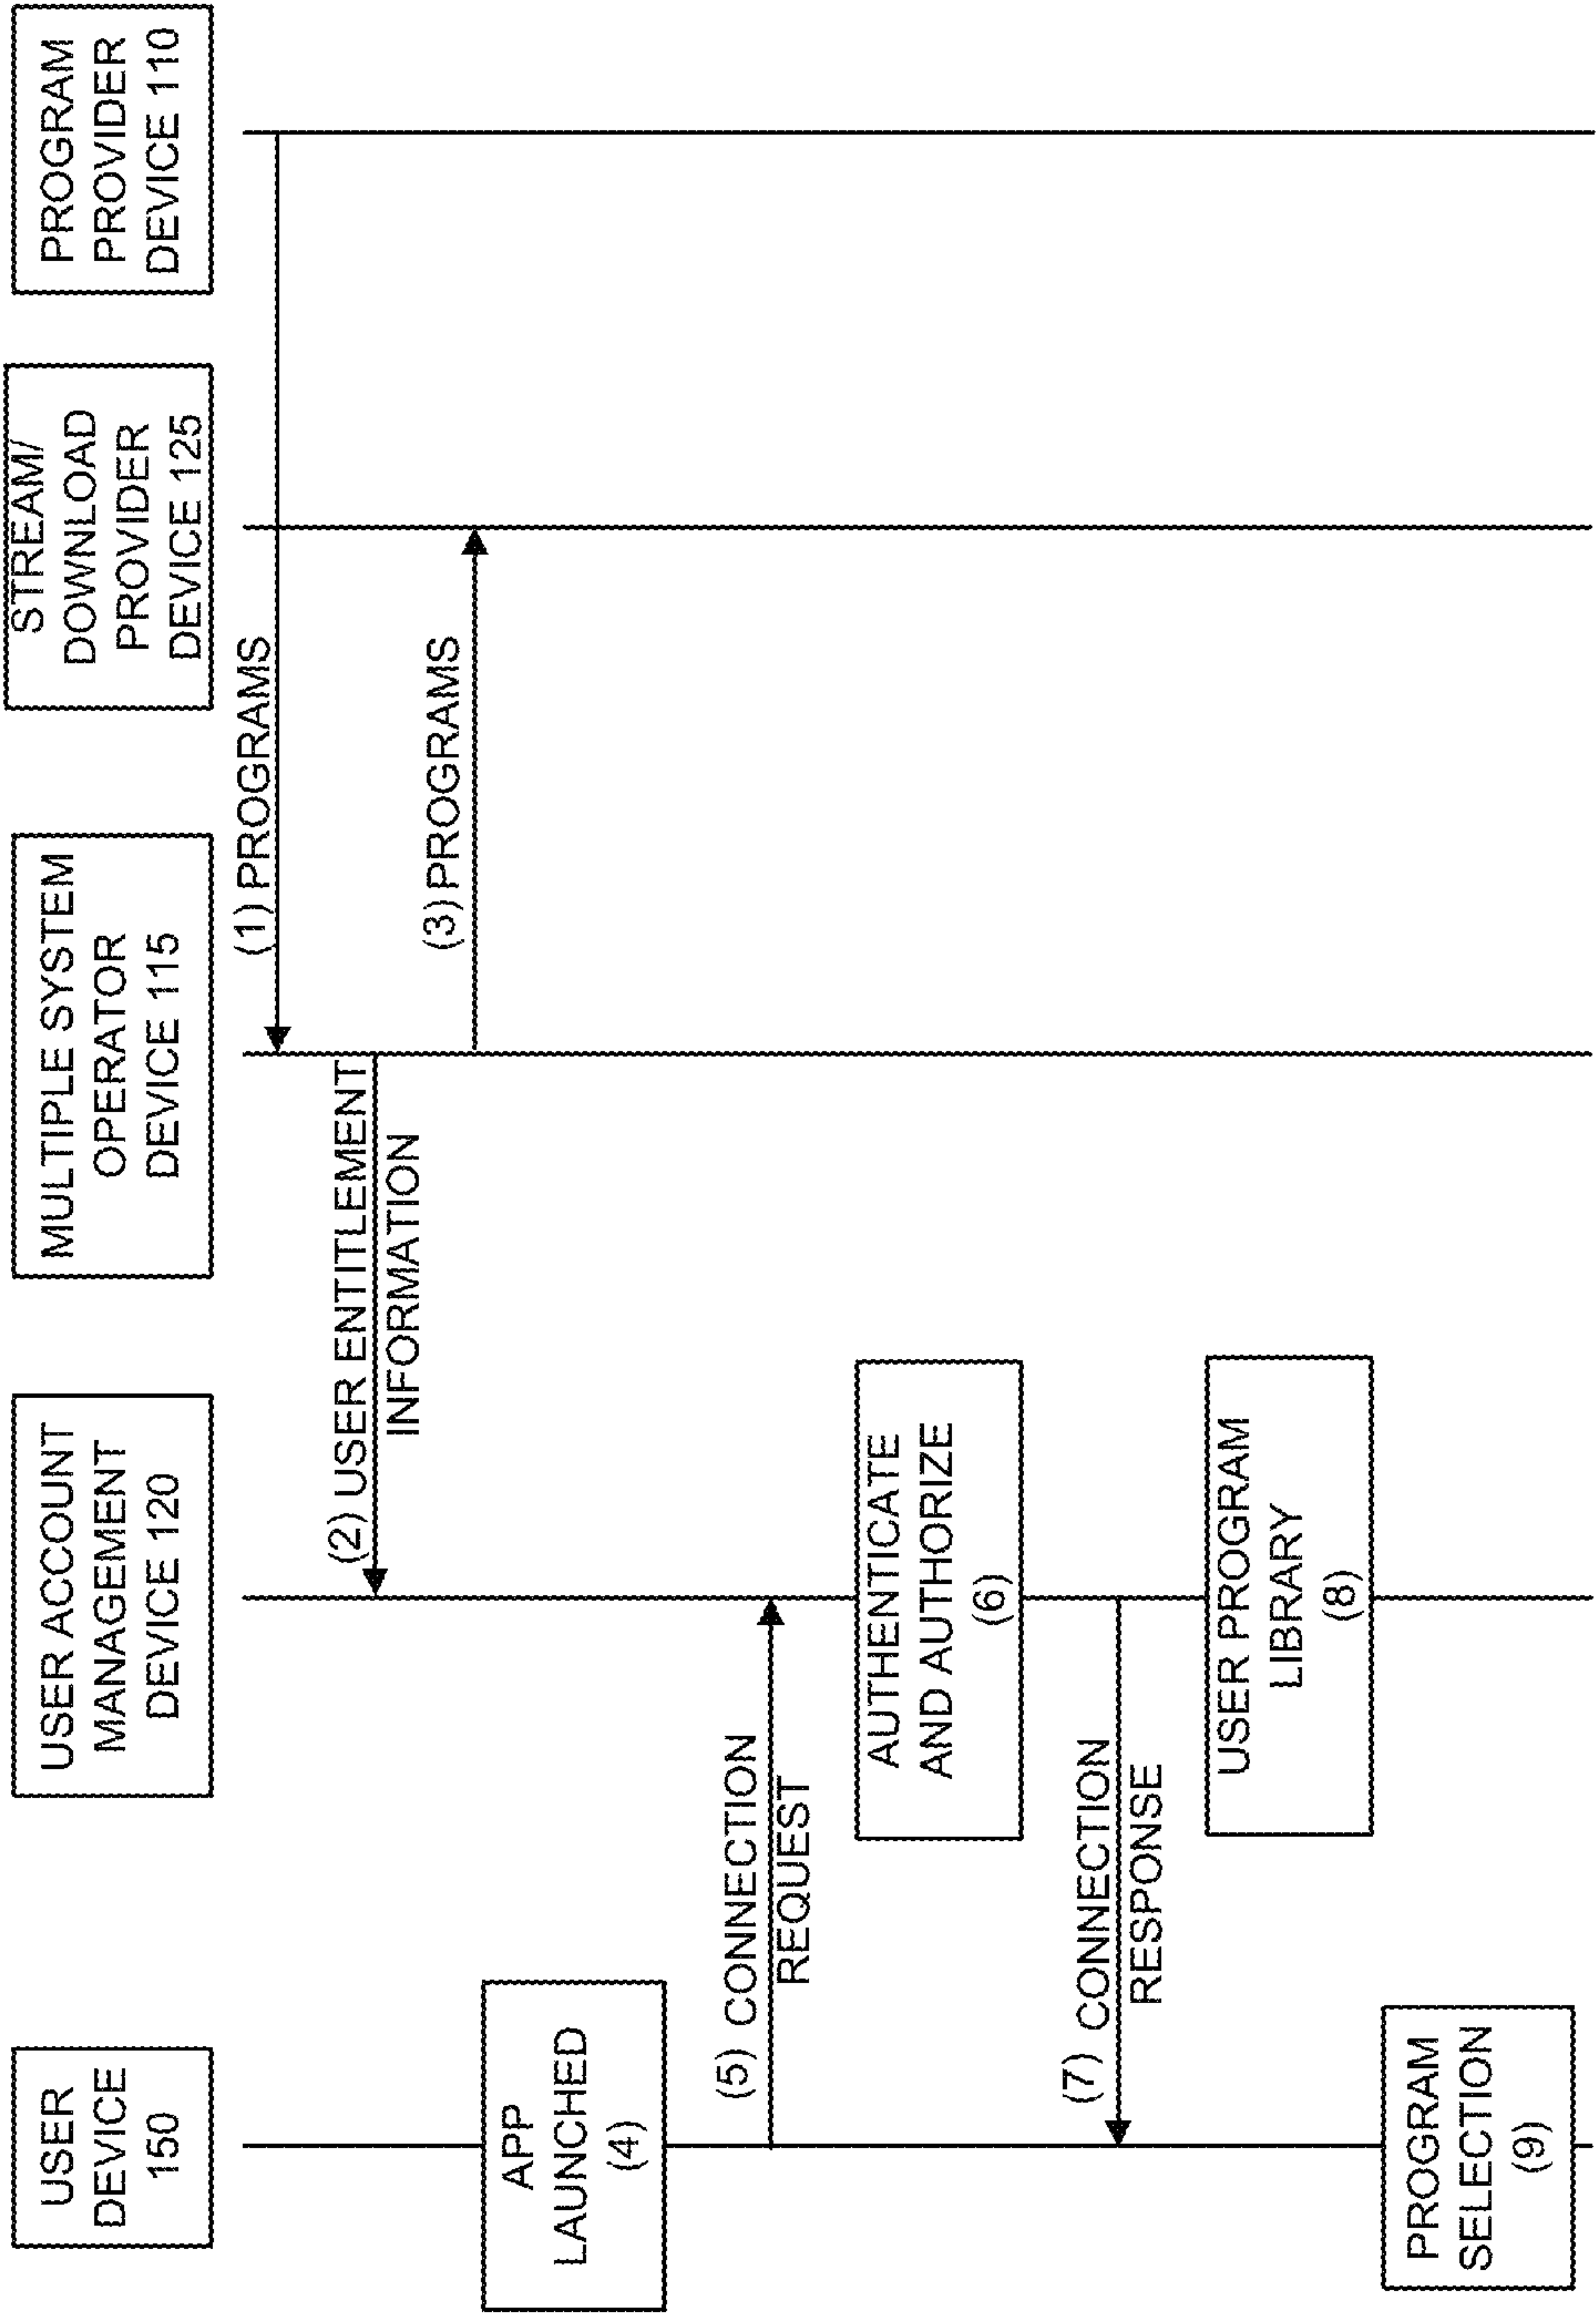 USER
DEVICE
150
USER ACCOUNT
MANAGEMENT
DEVICE 120
MULTIPLE SYSTEM
OPERATOR
DEVICE 115
STREAM/
DOWNLOAD
PROVIDER
DEVICE 125
PROGRAM
PROVIDER
DEVICE 110
(1) PROGRAMS
(2) USER ENTITLEMENT
INFORMATION
(3) PROGRAMS
APP
LAUNCHED
(4)
(5) CONNECTION
REQUEST
AUTHENTICATE
AND AUTHORIZE
(6)
(7) CONNECTION
RESPONSE
USER PROGRAM
LIBRARY
(8)
PROGRAM
SELECTION
(9)